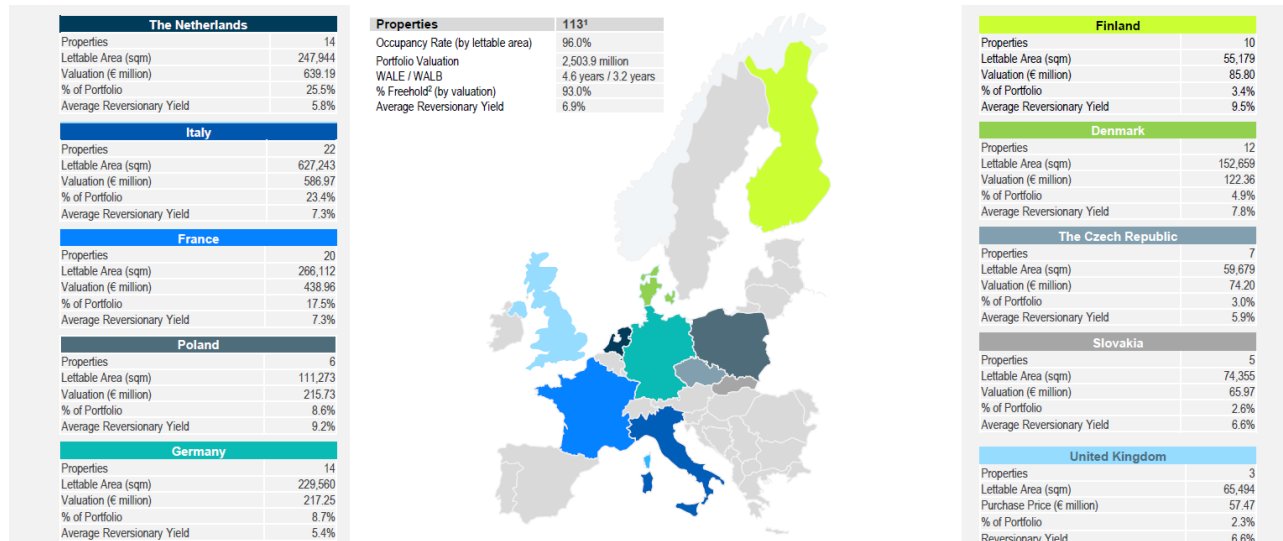 The Netherlands
Properties 14
Lettable Area (sqm) 247,944
Valuation (€ million) 639.19
% of Portfolio 25.5%
Average Reversionary Yield 5.8%
Italy
Properties 22
Lettable Area (sqm) 627,243
Valuation (€ million) 586.97
% of Portfolio 23.4%
Average Reversionary Yield 7.3%
France
Properties 20
Lettable Area (sqm) 266,112
Valuation (€ million) 438.96
% of Portfolio 17.5%
Average Reversionary Yield 7.3%
Poland
Properties 6
Lettable Area (sqm) 111,273
Valuation (€ million) 215.73
% of Portfolio 8.6%
Average Reversionary Yield 9.2%
Germany
Properties 14
Lettable Area (sqm) 229,560
Valuation (€ million) 217.25
% of Portfolio 8.7%
Average Reversionary Yield 5.4%
Properties 113¹
Occupancy Rate (by lettable area) 96.0%
Portfolio Valuation 2,503.9 million
WALE / WALB 4.6 years / 3.2 years
% Freehold² (by valuation) 93.0%
Average Reversionary Yield 6.9%
Finland
Properties 10
Lettable Area (sqm) 55,179
Valuation (€ million) 85.80
% of Portfolio 3.4%
Average Reversionary Yield 9.5%
Denmark
Properties 12
Lettable Area (sqm) 152,659
Valuation (€ million) 122.36
% of Portfolio 4.9%
Average Reversionary Yield 7.8%
The Czech Republic
Properties 7
Lettable Area (sqm) 59,679
Valuation (€ million) 74.20
% of Portfolio 3.0%
Average Reversionary Yield 5.9%
Slovakia
Properties 5
Lettable Area (sqm) 74,355
Valuation (€ million) 65.97
% of Portfolio 2.6%
Average Reversionary Yield 6.6%
United Kingdom
Properties 3
Lettable Area (sqm) 65,494
Purchase Price (€ million) 57.47
% of Portfolio 2.3%
Reversionary Yield 6.6%